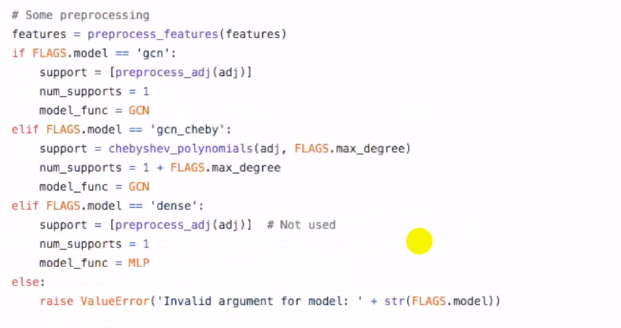 # Some preprocessing
features = preprocess_features(features)
if FLAGS.model == 'gcn':
    support = [preprocess_adj(adj)]
    num_supports = 1
    model_func = GCN
elif FLAGS.model == 'gcn_cheby':
    support = chebyshev_polynomials(adj, FLAGS.max_degree)
    num_supports = 1 + FLAGS.max_degree
    model_func = GCN
elif FLAGS.model == 'dense':
    support = [preprocess_adj(adj)]  # Not used
    num_supports = 1
    model_func = MLP
else:
    raise ValueError('Invalid argument for model: ' + str(FLAGS.model))